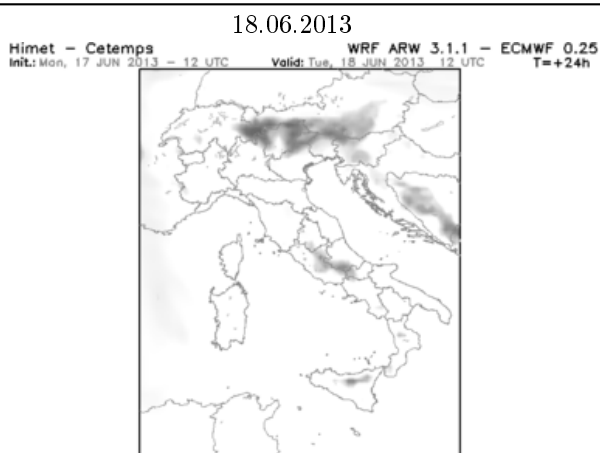 18.06.2013
Himet – Cetemps WRF ARW 3.1.1 – ECMWF 0.25
Init.: Mon, 17 JUN 2013 – 12 UTC Valid: Tue, 18 JUN 2013 12 UTC T=+24h